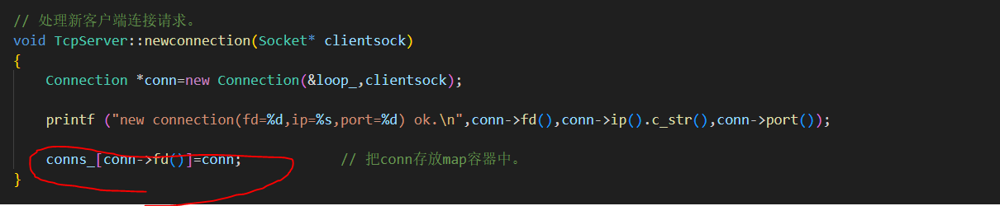 // 处理新客户端连接请求。
void TcpServer::newconnection(Socket* clientsock)
{
    Connection *conn=new Connection(&loop_,clientsock);
    printf ("new connection(fd=%d,ip=%s,port=%d) ok.\n",conn->fd(),conn->ip().c_str(),conn->port());
    conns_[conn->fd()]=conn;            // 把conn存放map容器中。
}